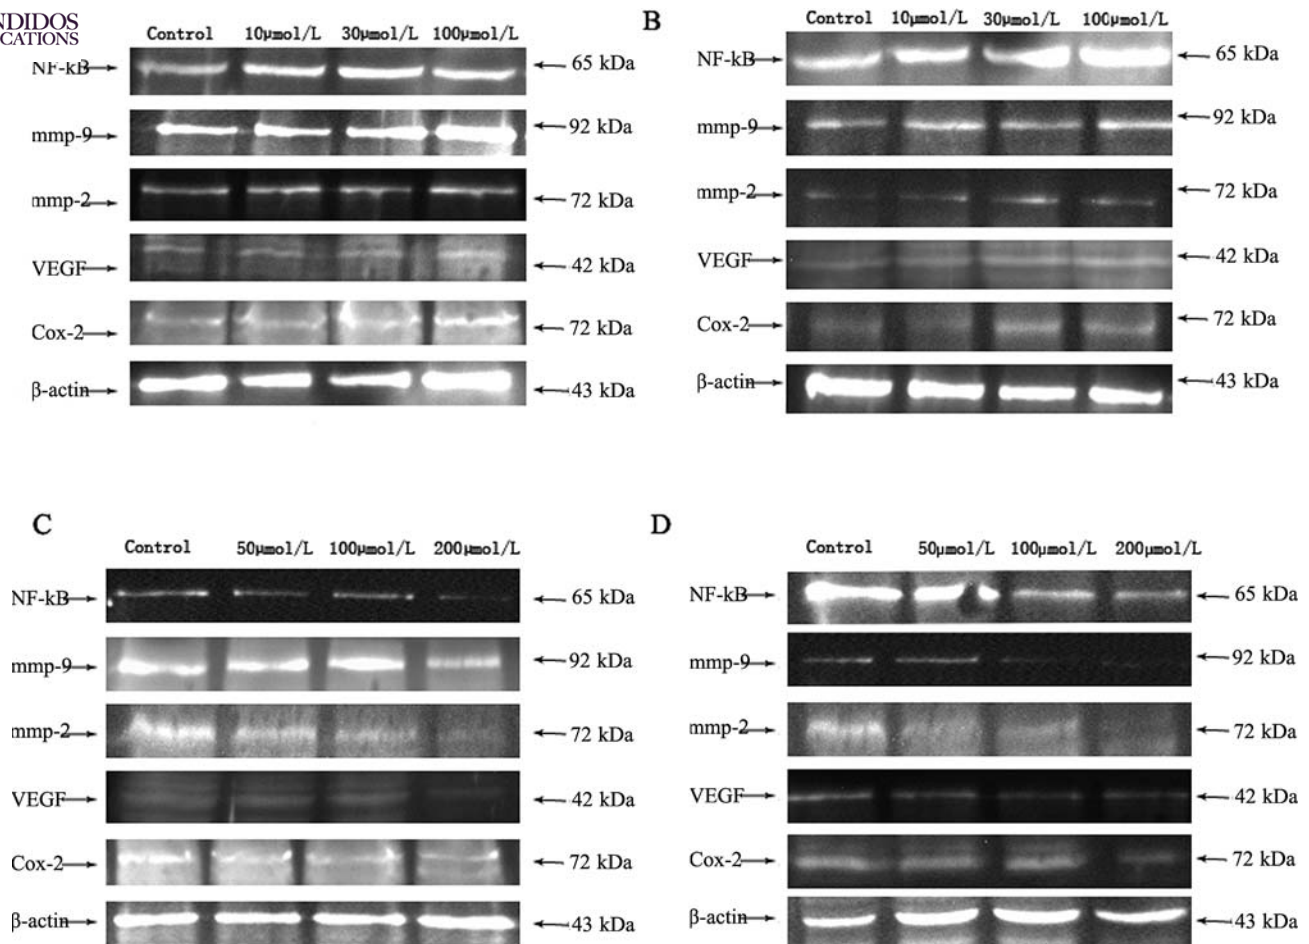 NDIDOS
CATIONS
Control 10μmol/L 30μmol/L 100μmol/L
NF-kB 65 kDa
mmp-9 92 kDa
mmp-2 72 kDa
VEGF 42 kDa
Cox-2 72 kDa
β-actin 43 kDa
B
Control 10μmol/L 30μmol/L 100μmol/L
NF-kB 65 kDa
mmp-9 92 kDa
mmp-2 72 kDa
VEGF 42 kDa
Cox-2 72 kDa
β-actin 43 kDa
C
Control 50μmol/L 100μmol/L 200μmol/L
NF-kB 65 kDa
mmp-9 92 kDa
mmp-2 72 kDa
VEGF 42 kDa
Cox-2 72 kDa
β-actin 43 kDa
D
Control 50μmol/L 100μmol/L 200μmol/L
NF-kB 65 kDa
mmp-9 92 kDa
mmp-2 72 kDa
VEGF 42 kDa
Cox-2 72 kDa
β-actin 43 kDa